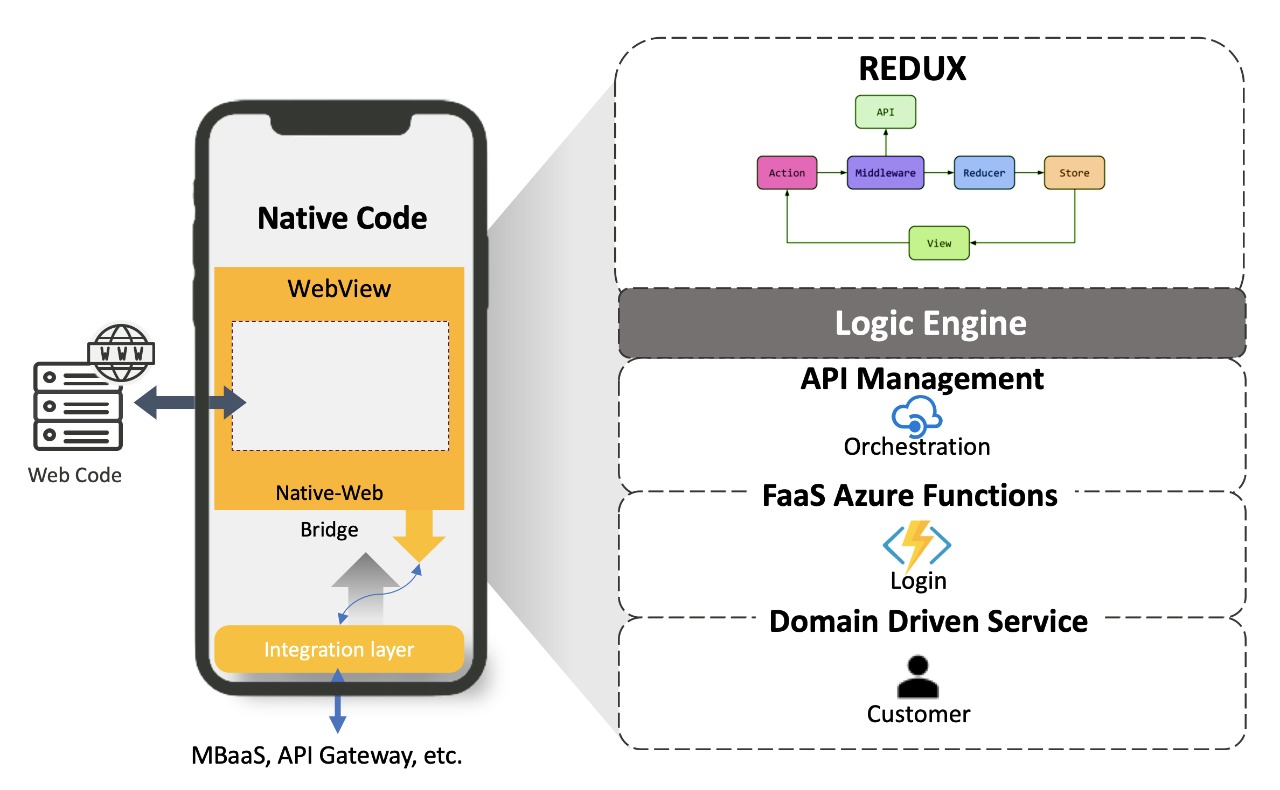 Native Code
WebView
Native-Web
Bridge
Integration layer
MBaaS, API Gateway, etc.
WWW
Web Code
REDUX
API
Action
Middleware
Reducer
Store
View
Logic Engine
API Management
Orchestration
FaaS Azure Functions
Login
Domain Driven Service
Customer